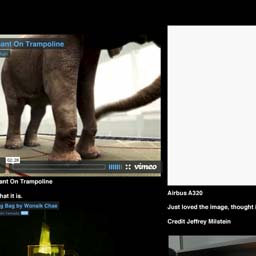 ant On Trampoline
02:28
vimeo
ant On Trampoline
hat it is.
g Bag by Wonsik Chae
Airbus A320
Just loved the image, thought i
Credit Jeffrey Milstein